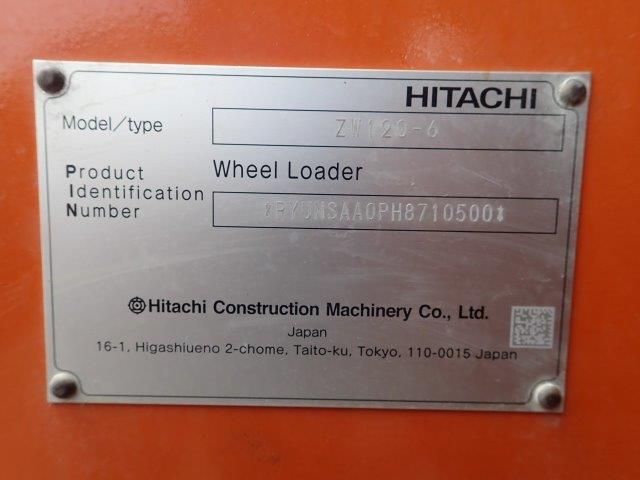 HITACHI
Model/type ZW120-6
Product Wheel Loader
Identification
Number *RYUNSAA0PH8710500*
Hitachi Construction Machinery Co., Ltd.
Japan
16-1, Higashiueno 2-chome, Taito-ku, Tokyo, 110-0015 Japan